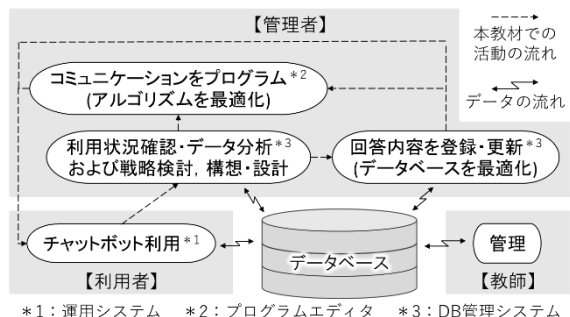 【管理者】
本教材での
活動の流れ
データの流れ
コミュニケーションをプログラム*2
(アルゴリズムを最適化)
利用状況確認・データ分析*3
および戦略検討, 構想・設計
回答内容を登録・更新*3
(データベースを最適化)
チャットボット利用*1
【利用者】
データベース
管理
【教師】
*1：運用システム *2：プログラムエディタ *3：DB管理システム